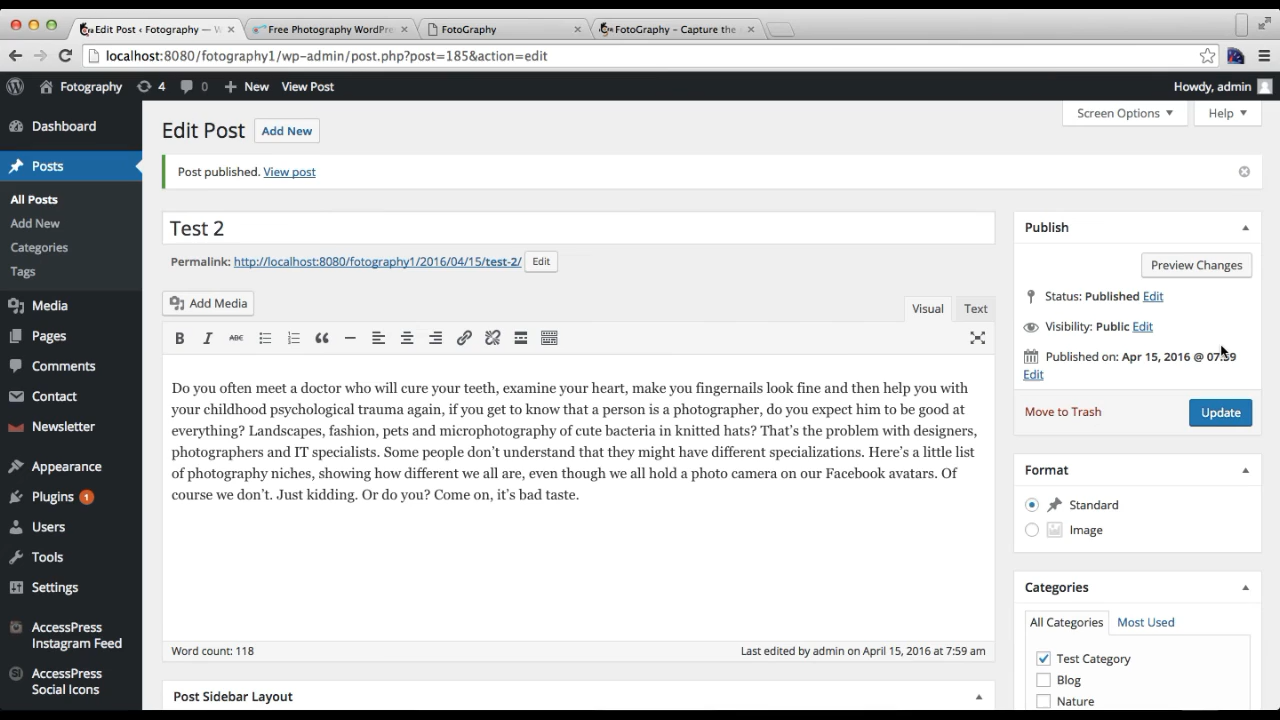 Edit Post ‹ Fotography — W
Free Photography WordPre
FotoGraphy
FotoGraphy - Capture the
localhost:8080/fotography1/wp-admin/post.php?post=185&action=edit
Fotography 4 0 New View Post Howdy, admin
Screen Options Help
Dashboard
Posts
All Posts
Add New
Categories
Tags
Media
Pages
Comments
Contact
Newsletter
Appearance
Plugins 1
Users
Tools
Settings
AccessPress
Instagram Feed
AccessPress
Social Icons
Edit Post Add New
Post published. View post
Test 2
Permalink: http://localhost:8080/fotography1/2016/04/15/test-2/ Edit
Add Media
Visual Text
B I ABC
Do you often meet a doctor who will cure your teeth, examine your heart, make you fingernails look fine and then help you with
your childhood psychological trauma again, if you get to know that a person is a photographer, do you expect him to be good at
everything? Landscapes, fashion, pets and microphotography of cute bacteria in knitted hats? That’s the problem with designers,
photographers and IT specialists. Some people don’t understand that they might have different specializations. Here’s a little list
of photography niches, showing how different we all are, even though we all hold a photo camera on our Facebook avatars. Of
course we don’t. Just kidding. Or do you? Come on, it’s bad taste.
Word count: 118 Last edited by admin on April 15, 2016 at 7:59 am
Post Sidebar Layout
Publish
Preview Changes
Status: Published Edit
Visibility: Public Edit
Published on: Apr 15, 2016 @ 07:59
Edit
Move to Trash Update
Format
Standard
Image
Categories
All Categories Most Used
Test Category
Blog
Nature